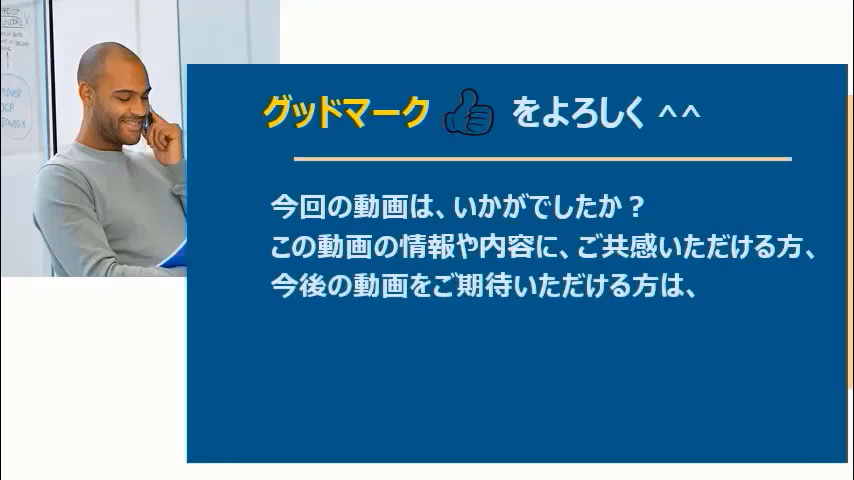 グッドマーク をよろしく ^^
今回の動画は、いかがでしたか？
この動画の情報や内容に、ご共感いただける方、
今後の動画をご期待いただける方は、